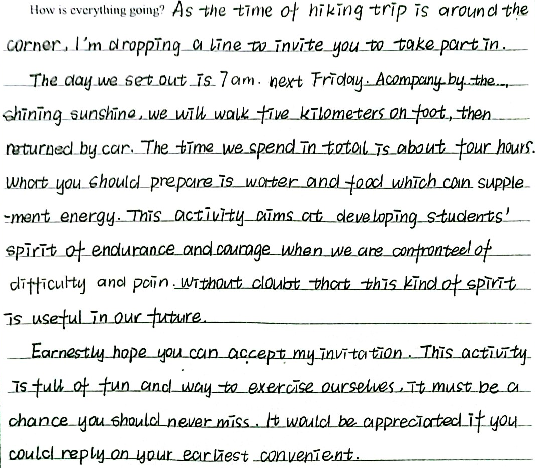 How is everything going? As the time of hiking trip is around the
corner, I'm dropping a line to invite you to take part in.
The day we set out is 7am. next Friday. Acompany by the
shining sunshine, we will walk five kilometers on foot, then
returned by car. The time we spend in total is about four hours.
What you should prepare is water and food which can supple
-ment energy. This activity aims at developing students'
spirit of endurance and courage when we are confronted of
difficulty and pain. Without doubt that this kind of spirit
is useful in our future.
Earnestly hope you can accept my invitation. This activity
is full of fun and way to exercise ourselves, it must be a
chance you should never miss. It would be appreciated if you
could reply on your earliest convenient.